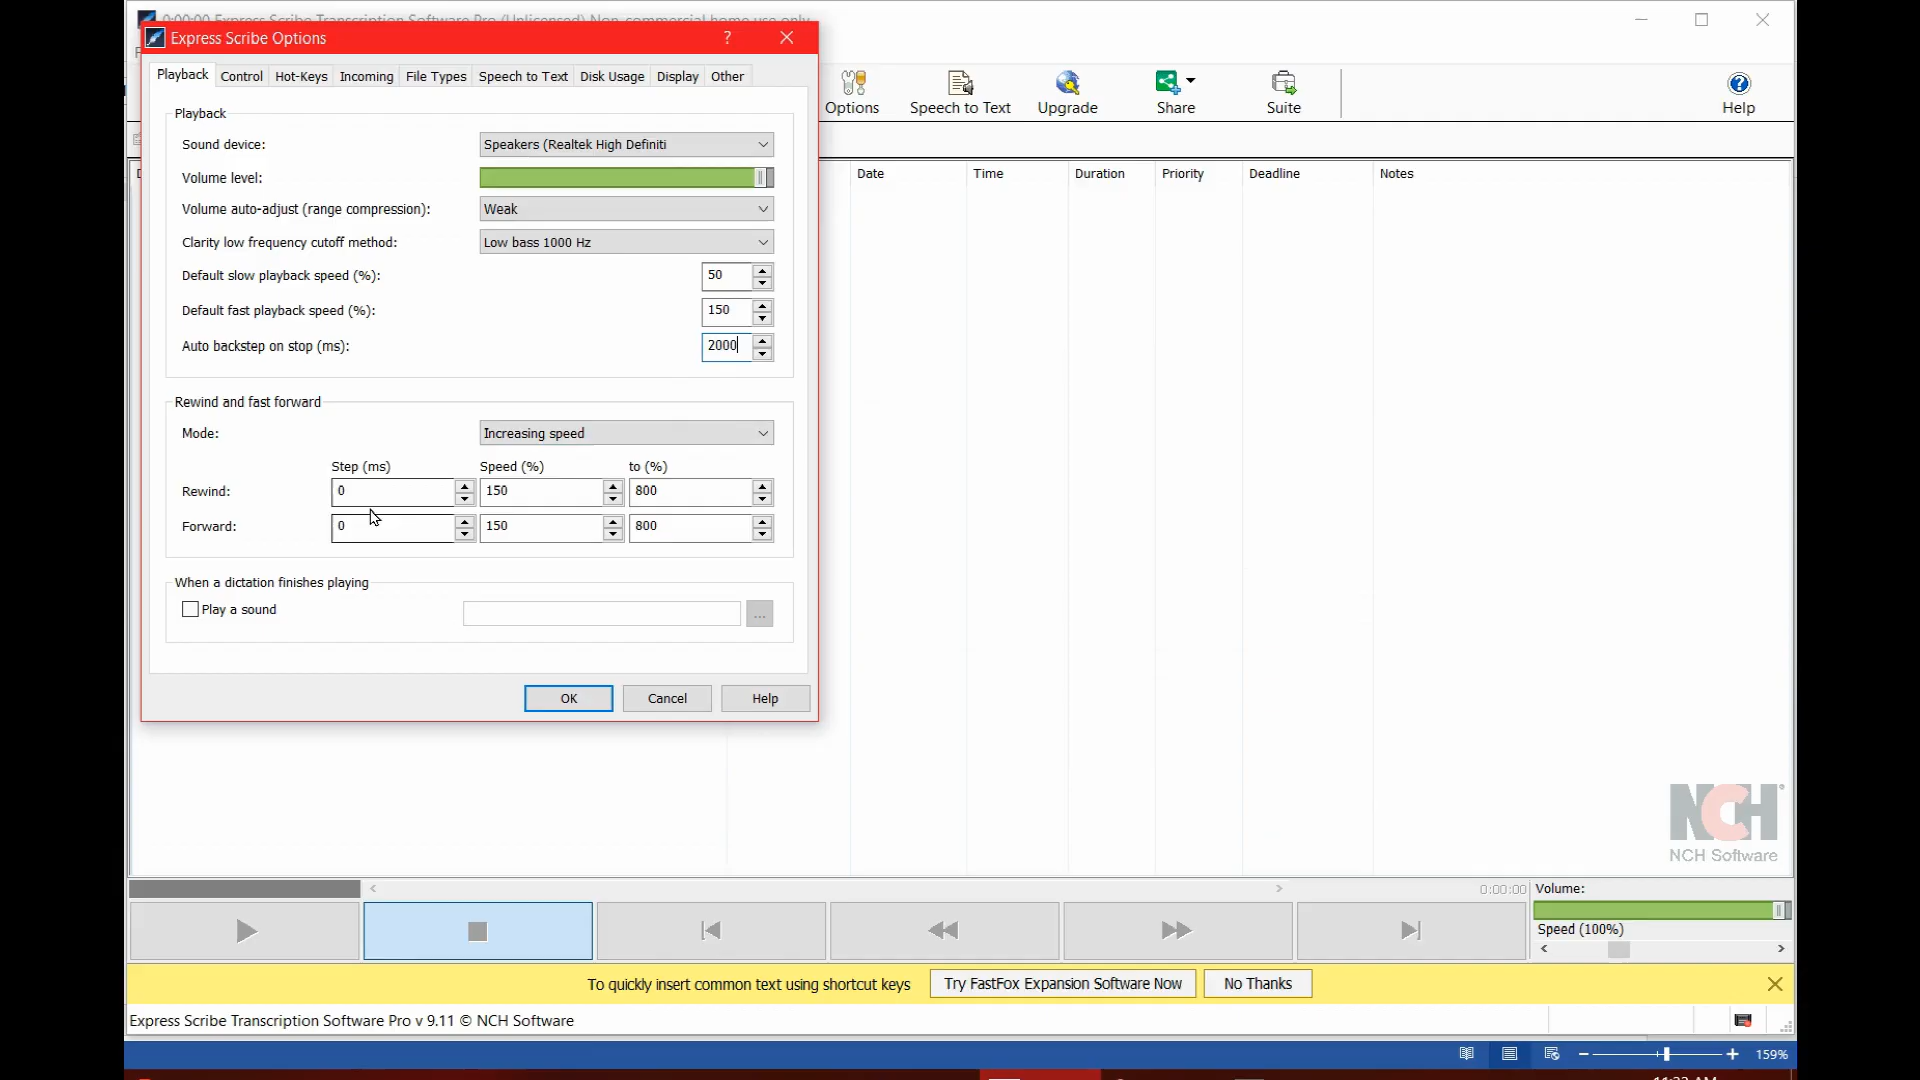 0:00:00 Express Scribe Transcription Software Pro (Unlicensed) Non-commercial home use only
Express Scribe Options
?
Playback
Control
Hot-Keys
Incoming
File Types
Speech to Text
Disk Usage
Display
Other
Options
Speech to Text
Upgrade
Share
Suite
Help
Playback
Sound device:
Speakers (Realtek High Definiti
Volume level:
Volume auto-adjust (range compression):
Weak
Clarity low frequency cutoff method:
Low bass 1000 Hz
Default slow playback speed (%):
50
Default fast playback speed (%):
150
Auto backstep on stop (ms):
2000
Rewind and fast forward
Mode:
Increasing speed
Step (ms)
Speed (%)
to (%)
Rewind:
0
150
800
Forward:
0
150
800
When a dictation finishes playing
Play a sound
...
OK
Cancel
Help
Date
Time
Duration
Priority
Deadline
Notes
NCH
NCH Software
0:00:00
Volume:
Speed (100%)
To quickly insert common text using shortcut keys
Try FastFox Expansion Software Now
No Thanks
Express Scribe Transcription Software Pro v 9.11 © NCH Software
159%